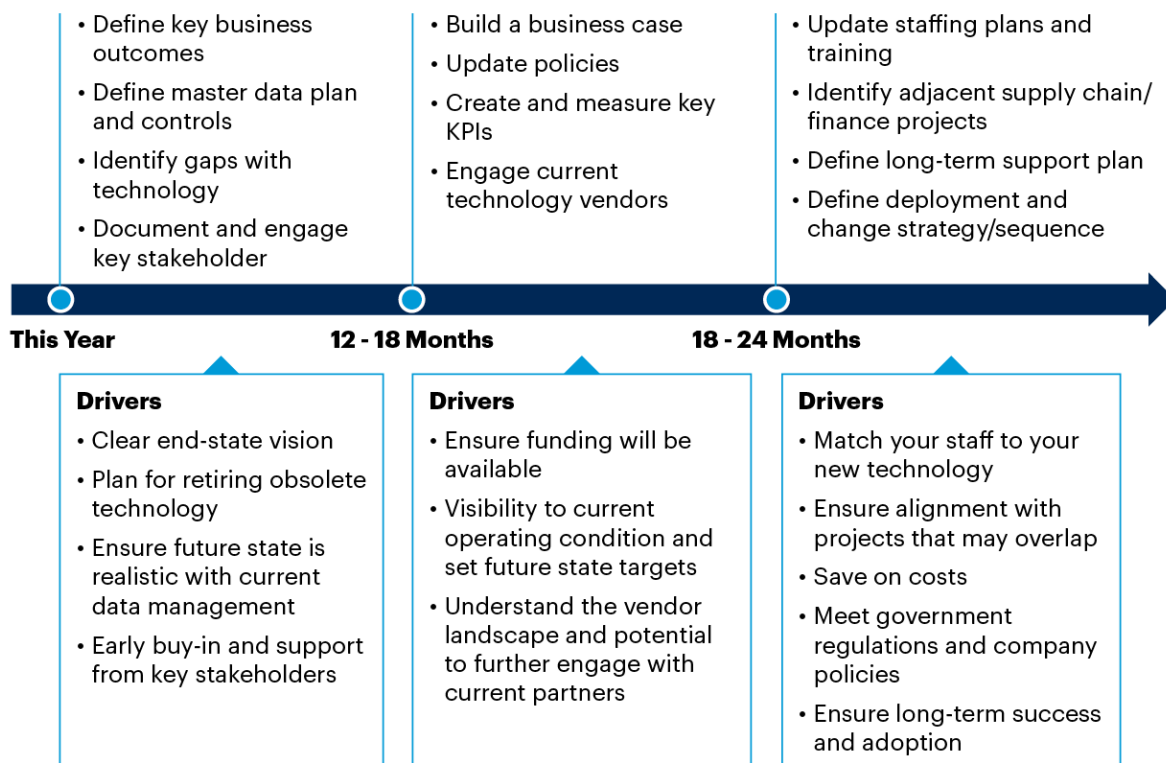 • Define key business
outcomes
• Define master data plan
and controls
• Identify gaps with
technology
• Document and engage
key stakeholder
• Build a business case
• Update policies
• Create and measure key
KPIs
• Engage current
technology vendors
• Update staffing plans and
training
• Identify adjacent supply chain/
finance projects
• Define long-term support plan
• Define deployment and
change strategy/sequence
This Year
12 - 18 Months
18 - 24 Months
Drivers
• Clear end-state vision
• Plan for retiring obsolete
technology
• Ensure future state is
realistic with current
data management
• Early buy-in and support
from key stakeholders
Drivers
• Ensure funding will be
available
• Visibility to current
operating condition and
set future state targets
• Understand the vendor
landscape and potential
to further engage with
current partners
Drivers
• Match your staff to your
new technology
• Ensure alignment with
projects that may overlap
• Save on costs
• Meet government
regulations and company
policies
• Ensure long-term success
and adoption